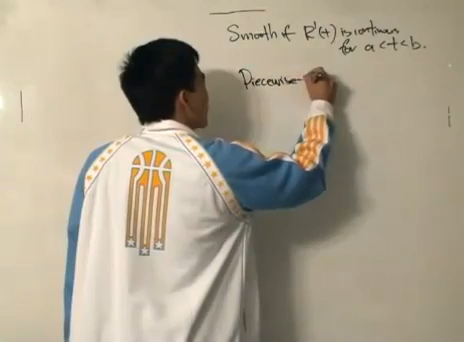 Smooth if R'(t) is continuous
for a < t < b.
Piecewise-